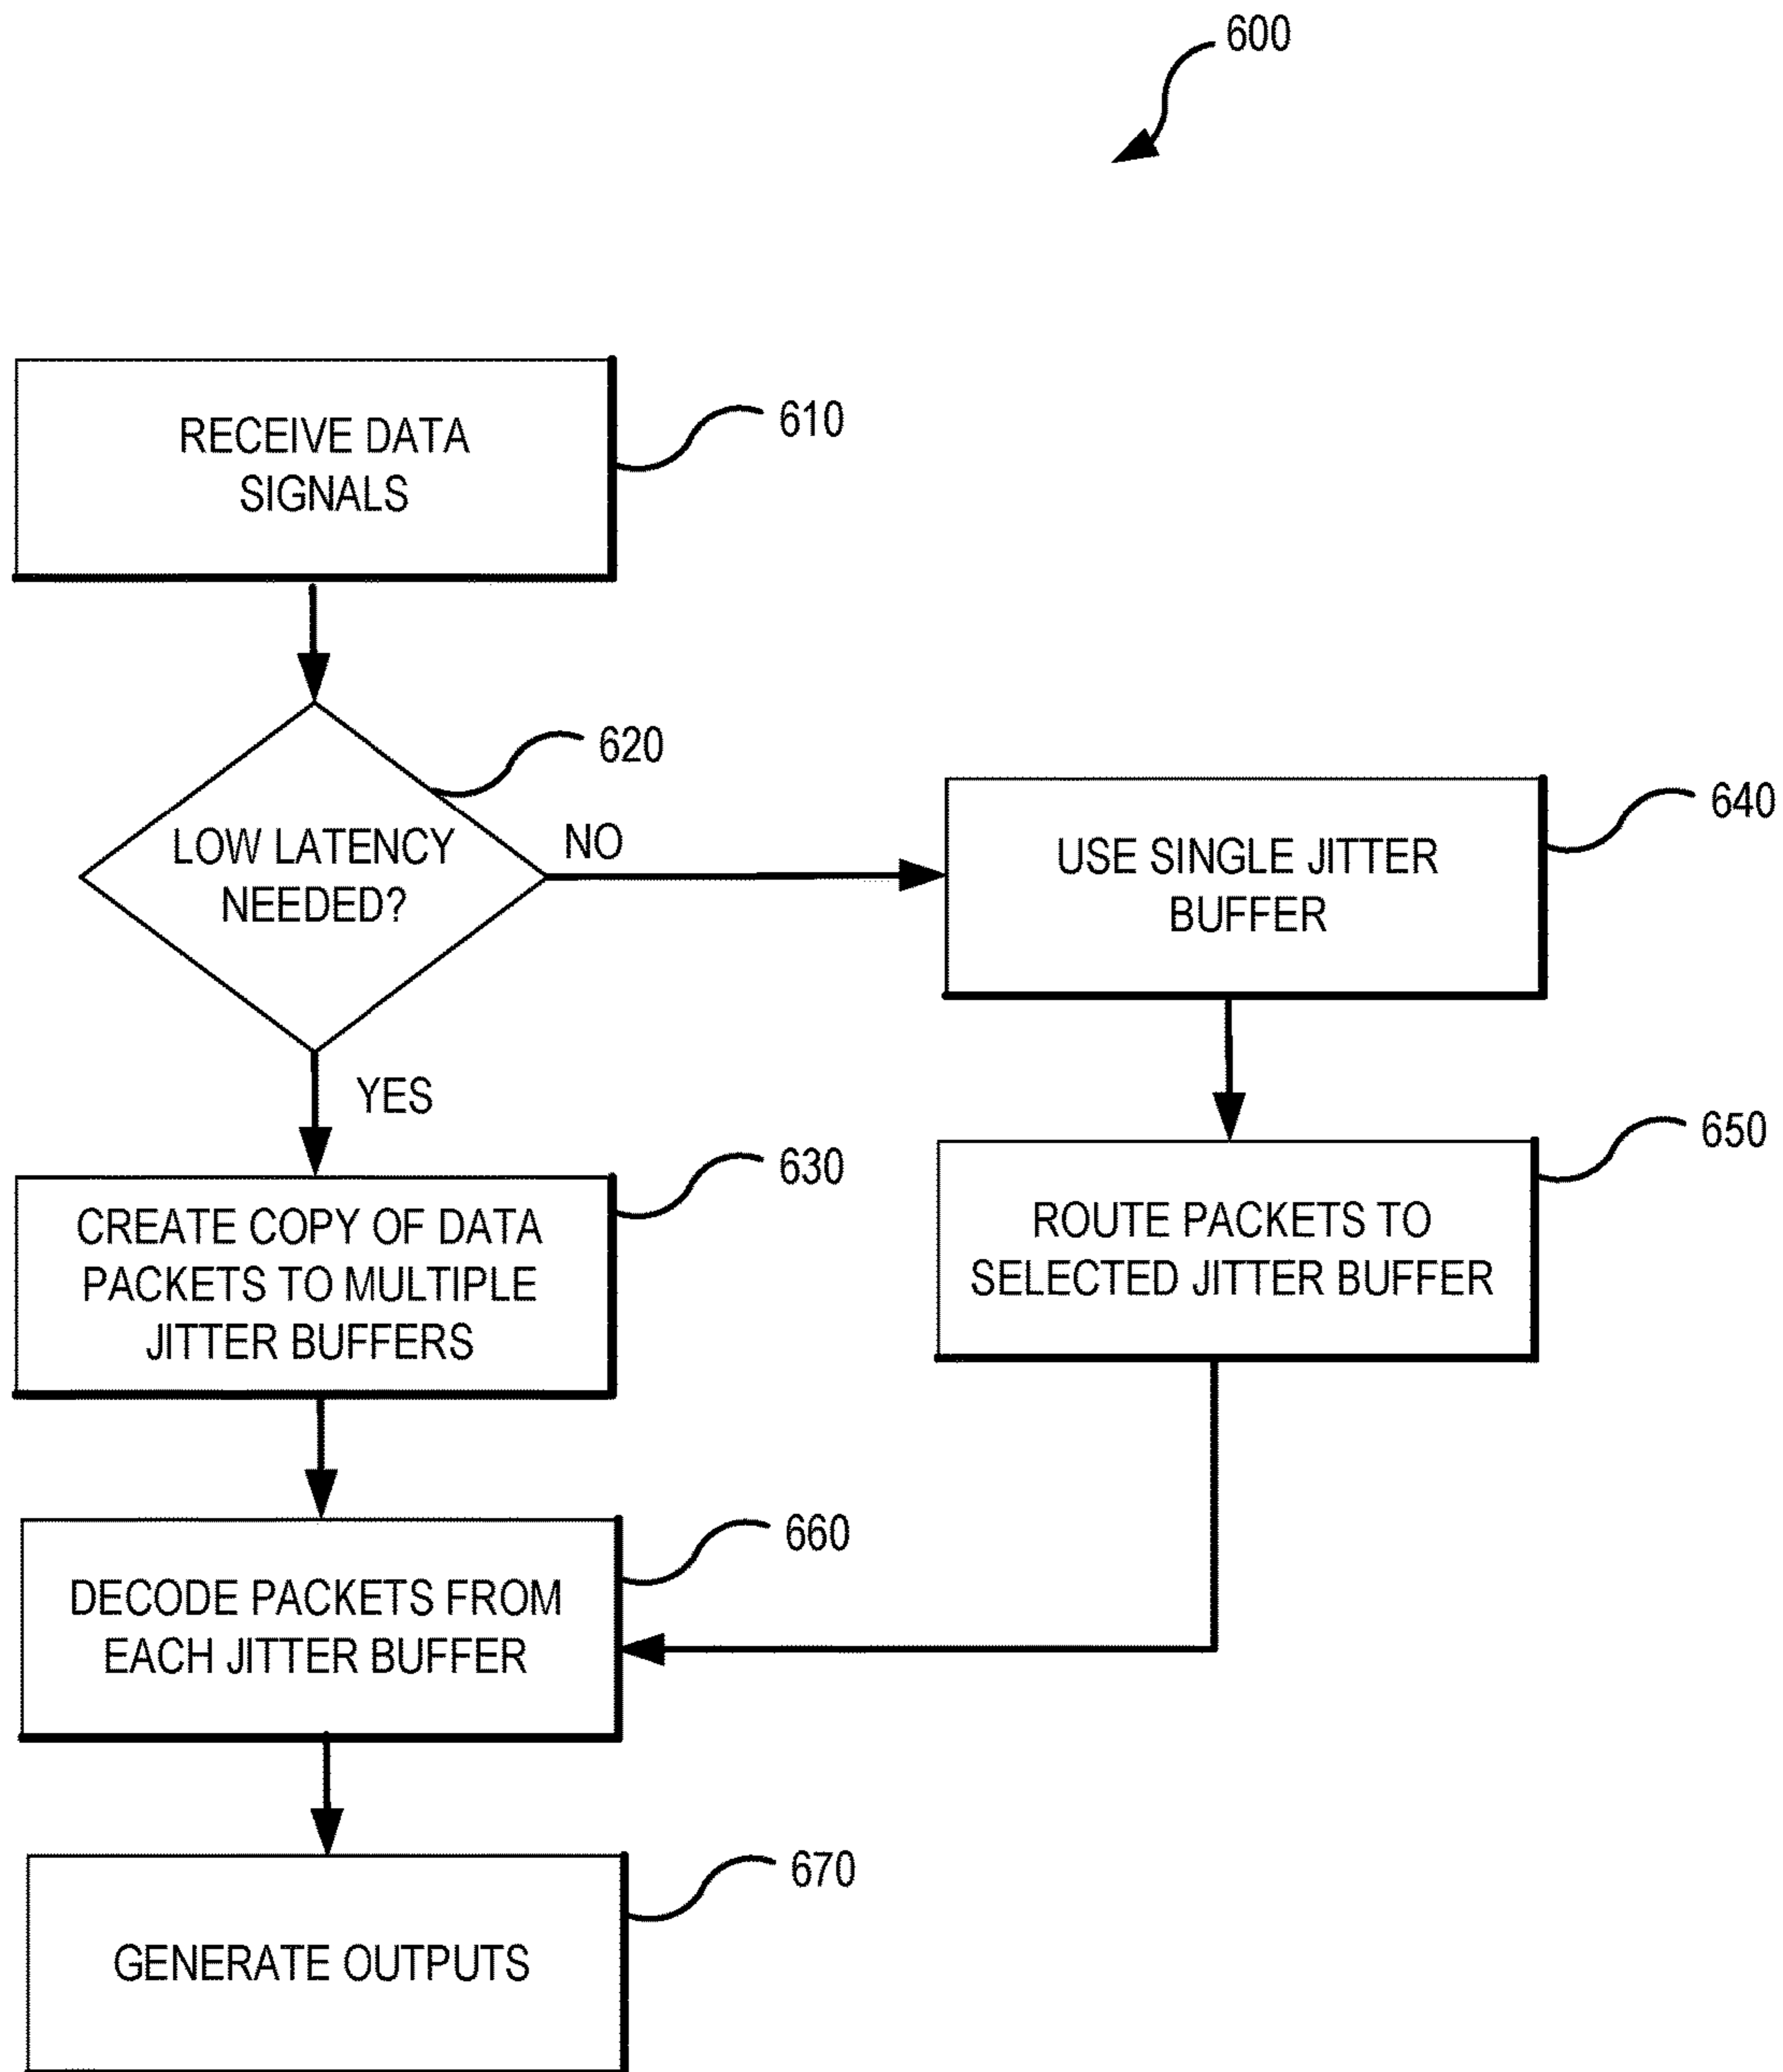 600
RECEIVE DATA
SIGNALS
610
LOW LATENCY
NEEDED?
620
NO
YES
USE SINGLE JITTER
BUFFER
640
CREATE COPY OF DATA
PACKETS TO MULTIPLE
JITTER BUFFERS
630
ROUTE PACKETS TO
SELECTED JITTER BUFFER
650
DECODE PACKETS FROM
EACH JITTER BUFFER
660
GENERATE OUTPUTS
670